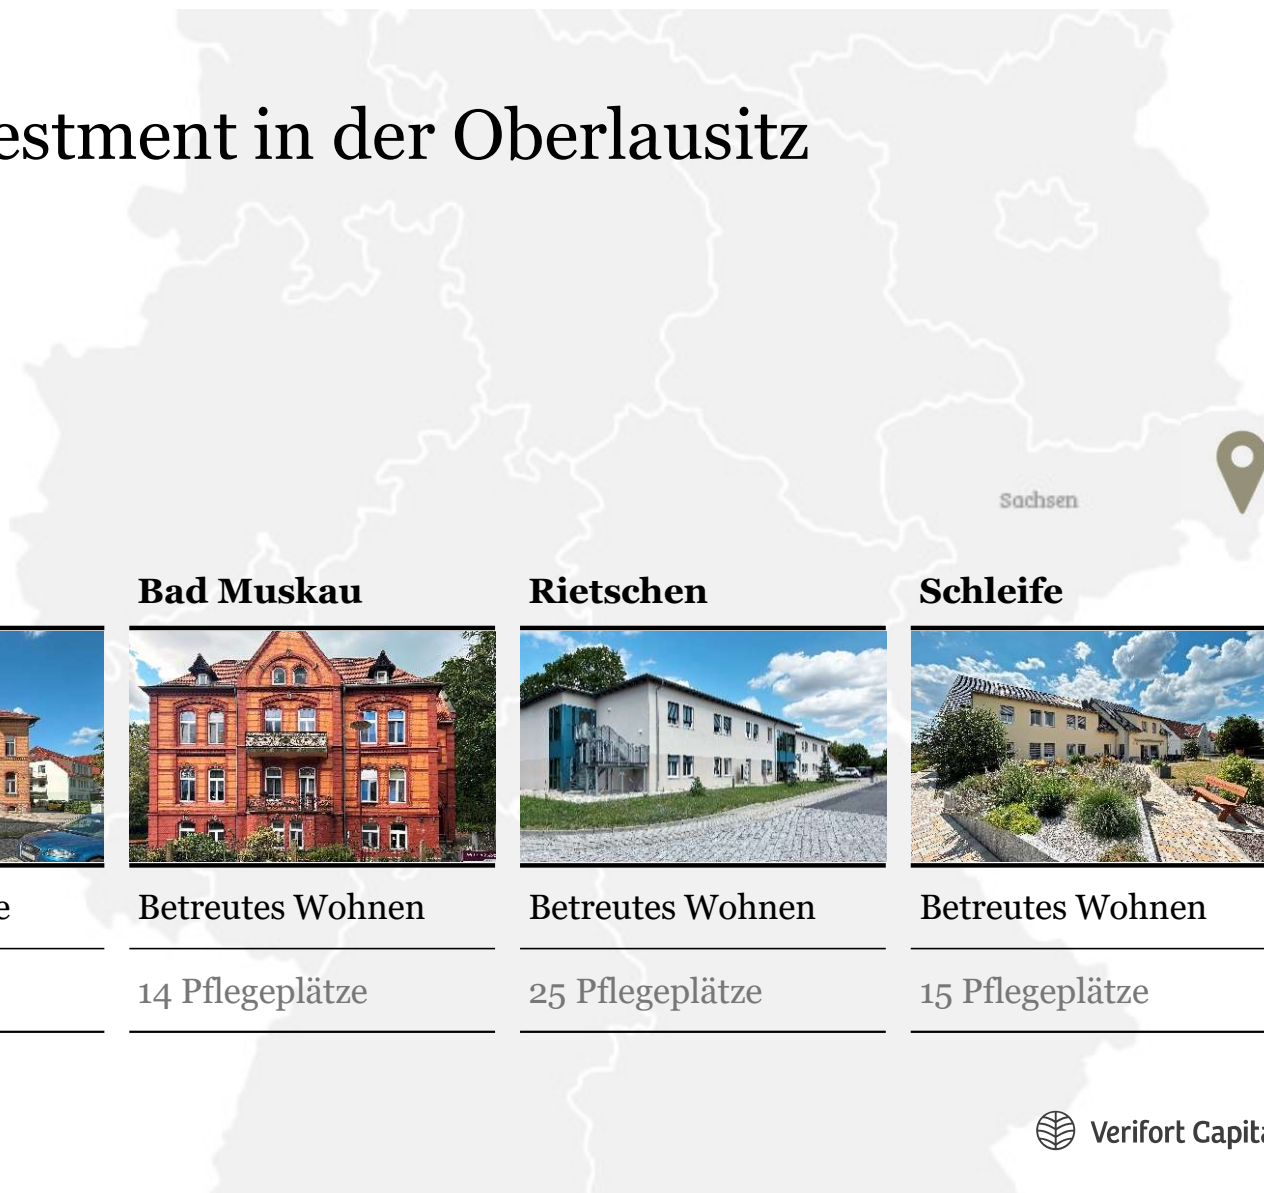 estment in der Oberlausitz
Sachsen
Bad Muskau
Rietschen
Schleife
e
Betreutes Wohnen
Betreutes Wohnen
Betreutes Wohnen
14 Pflegeplätze
25 Pflegeplätze
15 Pflegeplätze
Verifort Capita